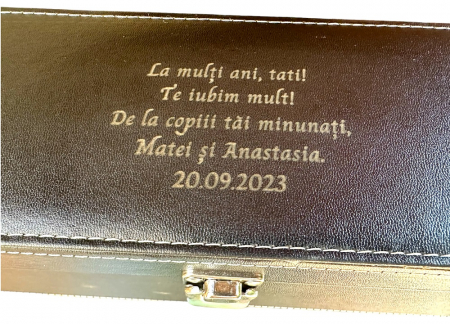 La mulți ani, tati!
Te iubim mult!
De la copiii tăi minunați,
Matei și Anastasia.
20.09.2023